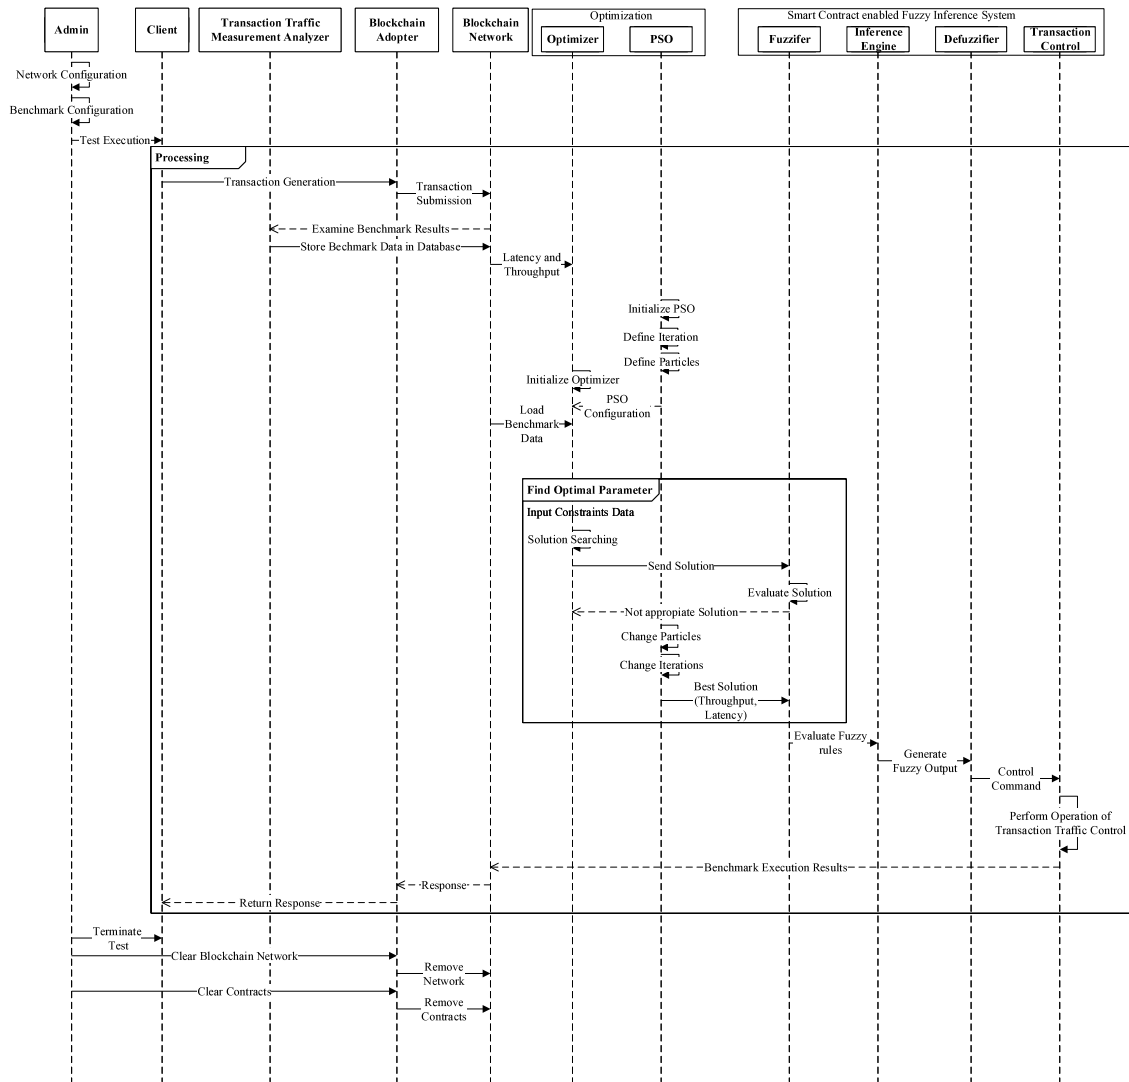 Optimization
Smart Contract enabled Fuzzy Inference System
Admin
Client
Transaction Traffic
Measurement Analyzer
Blockchain
Adopter
Blockchain
Network
Optimizer
PSO
Fuzzifer
Inference
Engine
Defuzzifier
Transaction
Control
Network Configuration
Benchmark Configuration
Test Execution
Processing
Transaction Generation
Transaction
Submission
Examine Benchmark Results
Store Bechmark Data in Database
Latency and
Throughput
Initialize PSO
Define Iteration
Define Particles
Initialize Optimizer
PSO
Configuration
Load
Benchmark
Data
Find Optimal Parameter
Input Constraints Data
Solution Searching
Send Solution
Evaluate Solution
Not appropiate Solution
Change Particles
Change Iterations
Best Solution
(Throughput,
Latency)
Evaluate Fuzzy
rules
Generate
Fuzzy Output
Control
Command
Perform Operation of
Transaction Traffic Control
Benchmark Execution Results
Response
Return Response
Terminate
Test
Clear Blockchain Network
Remove
Network
Clear Contracts
Remove
Contracts